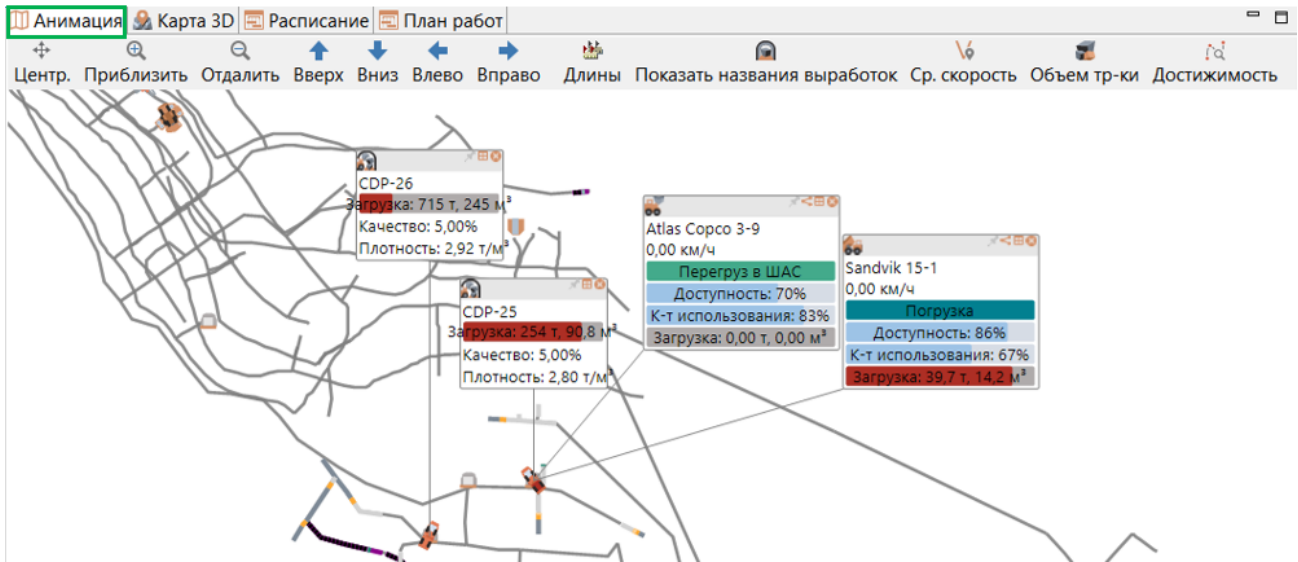 Анимация Карта 3D Расписание План работ
Центр. Приблизить Отдалить Вверх Вниз Влево Вправо Длины Показать названия выработок Ср. скорость Объем тр-ки Достижимость
CDP-26
Загрузка: 715 т, 245 м³
Качество: 5,00%
Плотность: 2,92 т/м³
CDP-25
Загрузка: 254 т, 90,8 м³
Качество: 5,00%
Плотность: 2,80 т/м³
Atlas Copco 3-9
0,00 км/ч
Перегруз в ШАС
Доступность: 70%
К-т использования: 83%
Загрузка: 0,00 т, 0,00 м³
Sandvik 15-1
0,00 км/ч
Погрузка
Доступность: 86%
К-т использования: 67%
Загрузка: 39,7 т, 14,2 м³